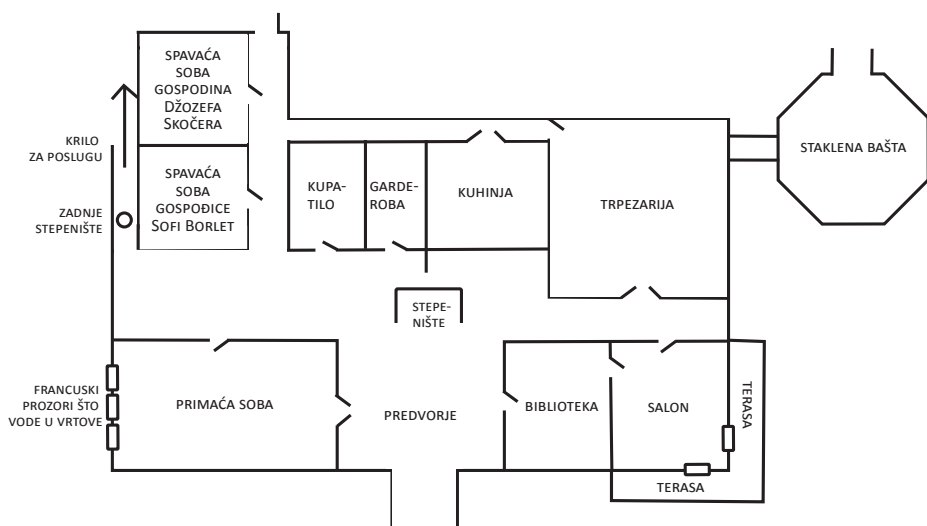 SPAVAĆA
SOBA
GOSPODINA
DŽOZEFA
SKOČERA
KRILO
ZA POSLUGU
SPAVAĆA
SOBA
GOSPOĐICE
SOFI BORLET
ZADNJE
STEPENIŠTE
KUPA-
TILO
GARDE-
ROBA
KUHINJA
TRPEZARIJA
STAKLENA BAŠTA
STEPE-
NIŠTE
FRANCUSKI
PROZORI ŠTO
VODE U VRTOVE
PRIMAĆA SOBA
PREDVORJE
BIBLIOTEKA
SALON
TERASA
TERASA